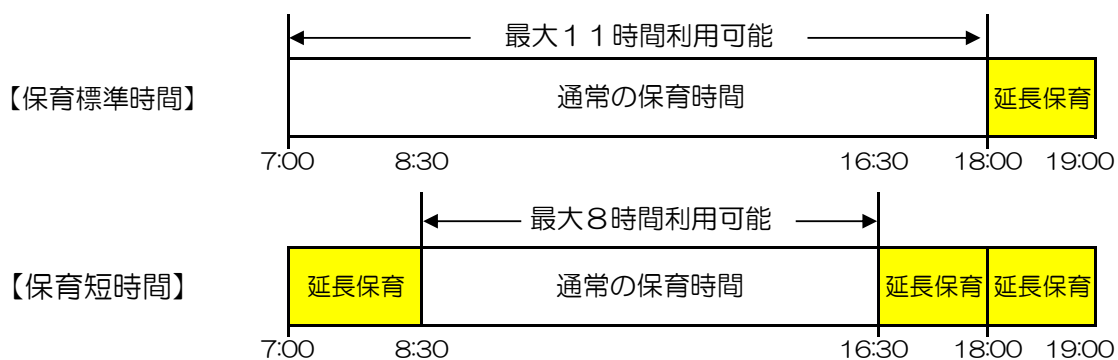 最大１１時間利用可能
【保育標準時間】 通常の保育時間 延長保育
7:00 8:30 16:30 18:00 19:00
最大８時間利用可能
【保育短時間】 延長保育 通常の保育時間 延長保育 延長保育
7:00 8:30 16:30 18:00 19:00